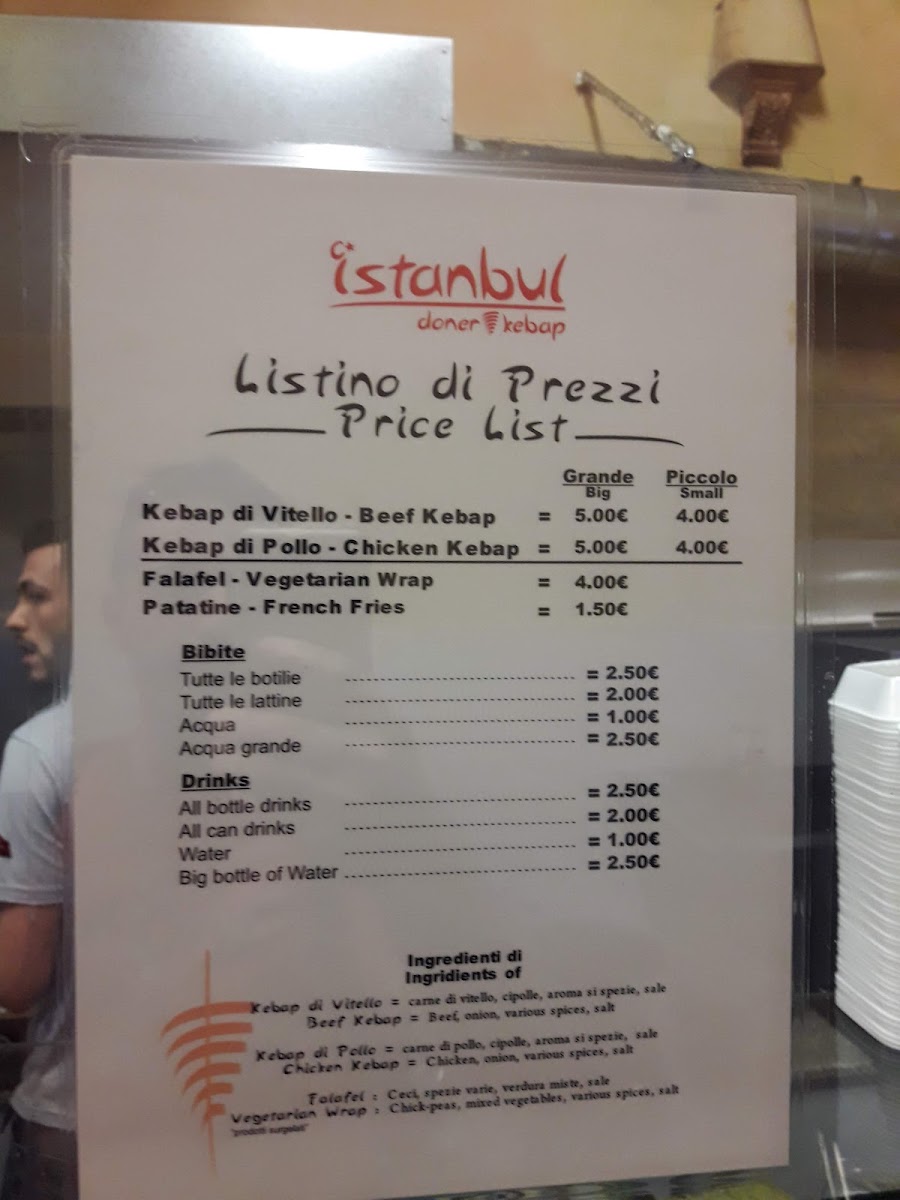 istanbul
doner kebap
Listino di Prezzi
Price List
Grande Piccolo
Big Small
Kebap di Vitello - Beef Kebap = 5.00€ 4.00€
Kebap di Pollo - Chicken Kebap = 5.00€ 4.00€
Falafel - Vegetarian Wrap = 4.00€
Patatine - French Fries = 1.50€
Bibite
Tutte le botilie = 2.50€
Tutte le lattine = 2.00€
Acqua = 1.00€
Acqua grande = 2.50€
Drinks
All bottle drinks = 2.50€
All can drinks = 2.00€
Water = 1.00€
Big bottle of Water = 2.50€
Ingredienti di
Ingridients of
Kebap di Vitello = carne di vitello, cipolle, aroma si spezie, sale
Beef Kebap = Beef, onion, various spices, salt
Kebap di Pollo = carne di pollo, cipolle, aroma si spezie, sale
Chicken Kebap = Chicken, onion, various spices, salt
Falafel : Ceci, spezie varie, verdura miste, sale
Vegetarian Wrap : Chick-peas, mixed vegetables, various spices, salt
"prodotti surgelati"